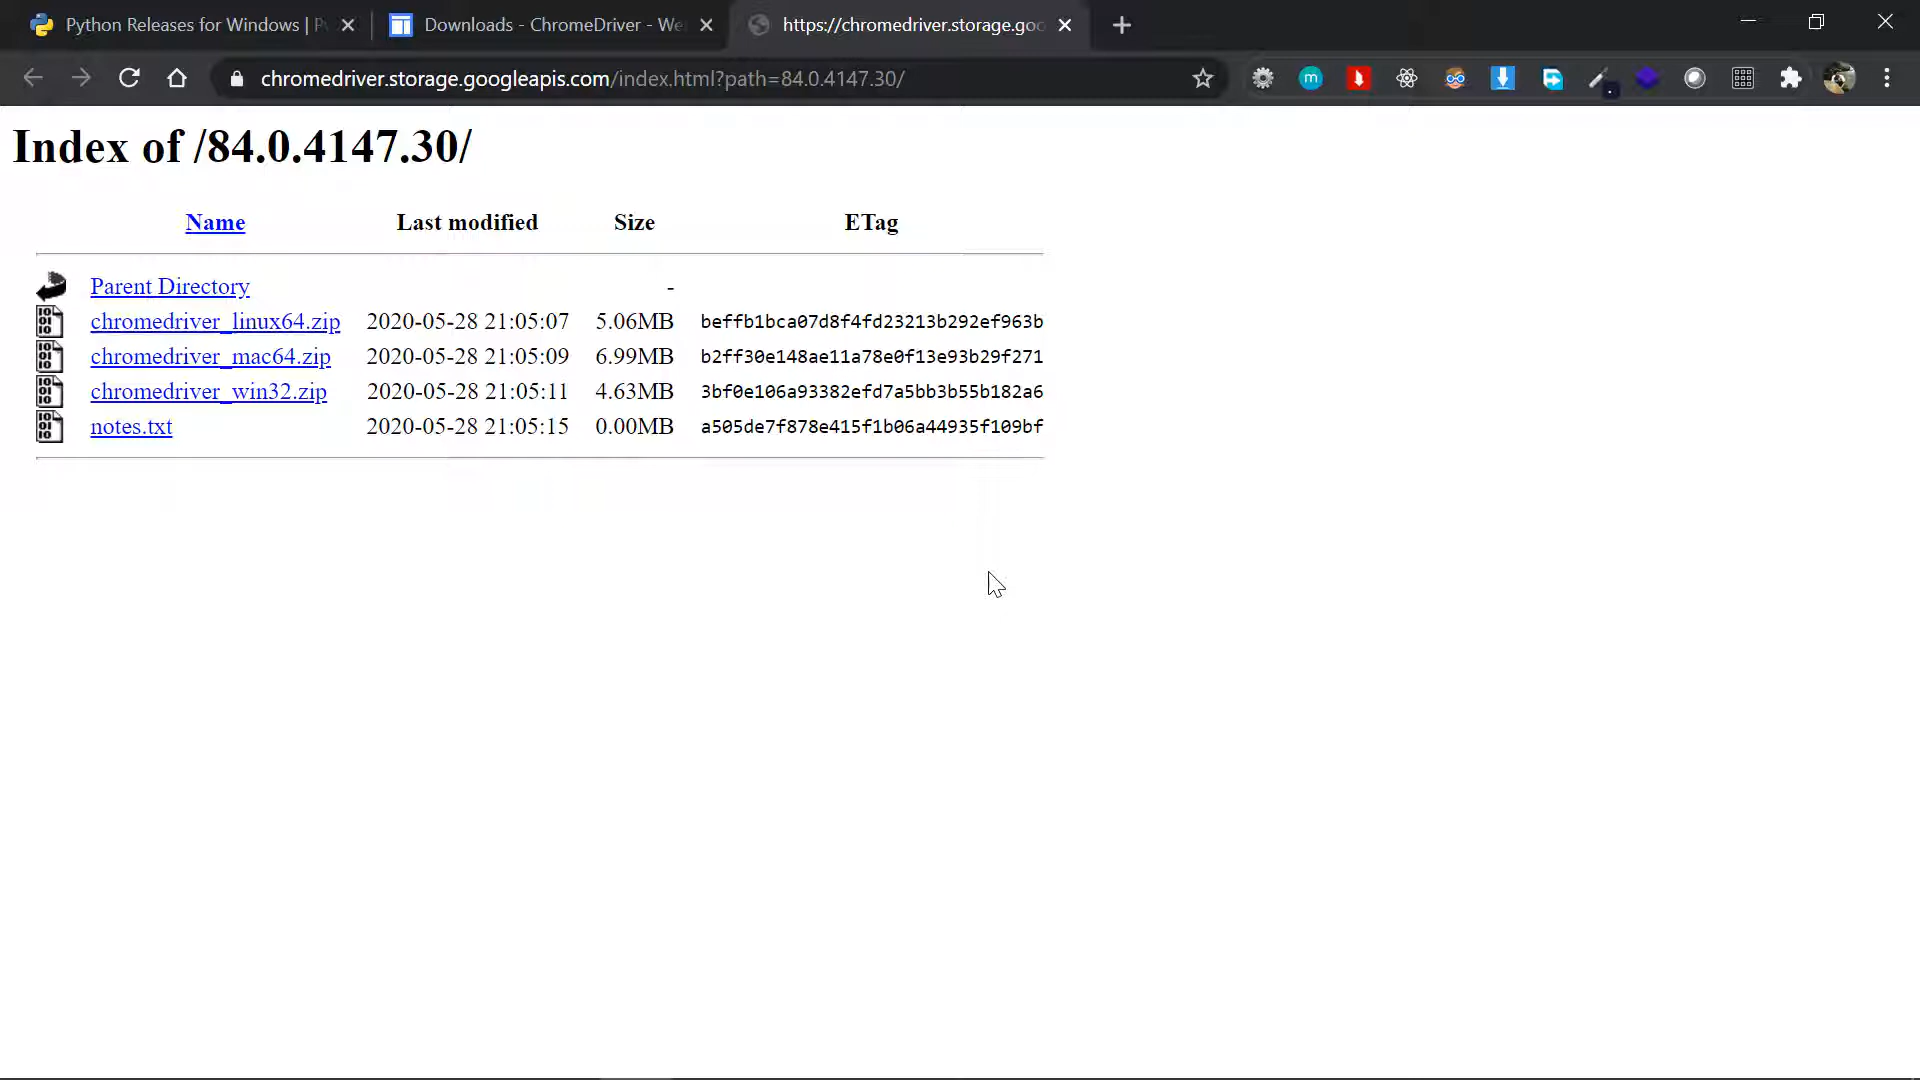 Python Releases for Windows | Py
Downloads - ChromeDriver - We
https://chromedriver.storage.goo
chromedriver.storage.googleapis.com/index.html?path=84.0.4147.30/
m
Index of /84.0.4147.30/
Name Last modified Size ETag
Parent Directory -
chromedriver_linux64.zip 2020-05-28 21:05:07 5.06MB beffb1bca07d8f4fd23213b292ef963b
chromedriver_mac64.zip 2020-05-28 21:05:09 6.99MB b2ff30e148ae11a78e0f13e93b29f271
chromedriver_win32.zip 2020-05-28 21:05:11 4.63MB 3bf0e106a93382efd7a5bb3b55b182a6
notes.txt 2020-05-28 21:05:15 0.00MB a505de7f878e415f1b06a44935f109bf